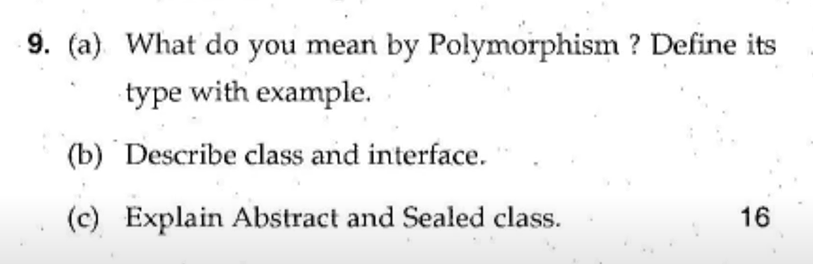 9. (a) What do you mean by Polymorphism ? Define its
type with example.
(b) Describe class and interface.
(c) Explain Abstract and Sealed class. 16